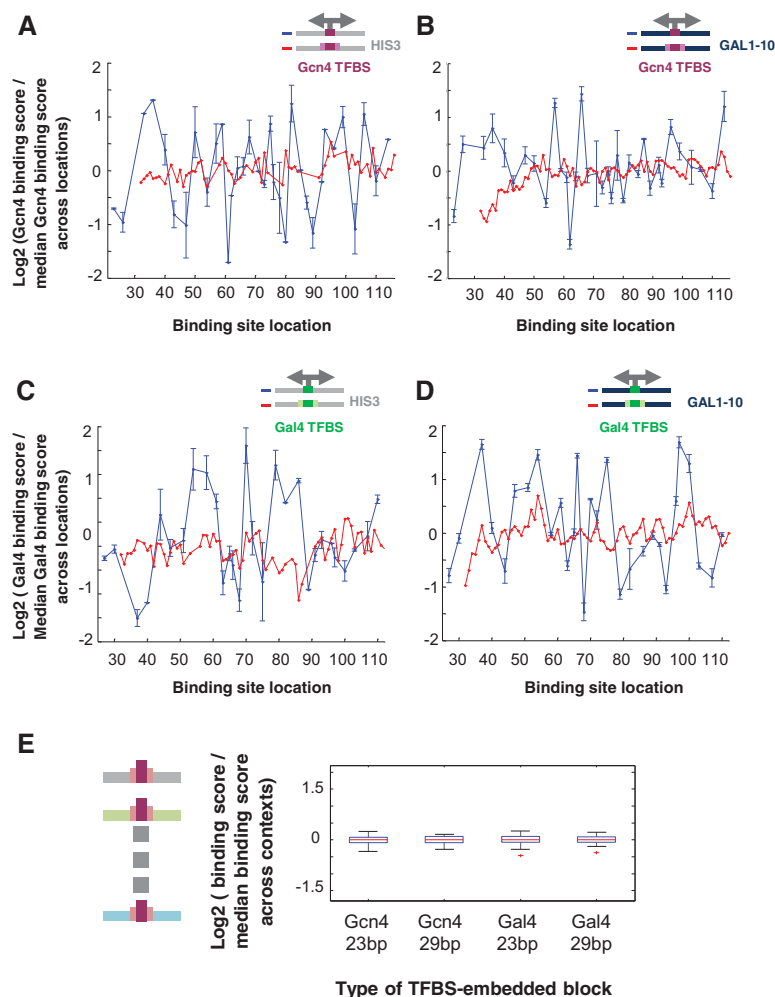 A
HIS3
Gcn4 TFBS
Log2 (Gcn4 binding score /
median Gcn4 binding score
across locations)
2
1
0
-1
-2
30 40 50 60 70 80 90 100 110
Binding site location
B
GAL1-10
Gcn4 TFBS
2
1
0
-1
-2
30 40 50 60 70 80 90 100 110
Binding site location
C
HIS3
Gal4 TFBS
Log2 ( Gal4 binding score /
Median Gal4 binding score
across locations)
2
1
0
-1
-2
30 40 50 60 70 80 90 100 110
Binding site location
D
GAL1-10
Gal4 TFBS
2
1
0
-1
-2
30 40 50 60 70 80 90 100 110
Binding site location
E
Log2 ( binding score /
median binding score
across contexts)
1.5
0
-1.5
Gcn4 Gcn4 Gal4 Gal4
23bp 29bp 23bp 29bp
Type of TFBS-embedded block